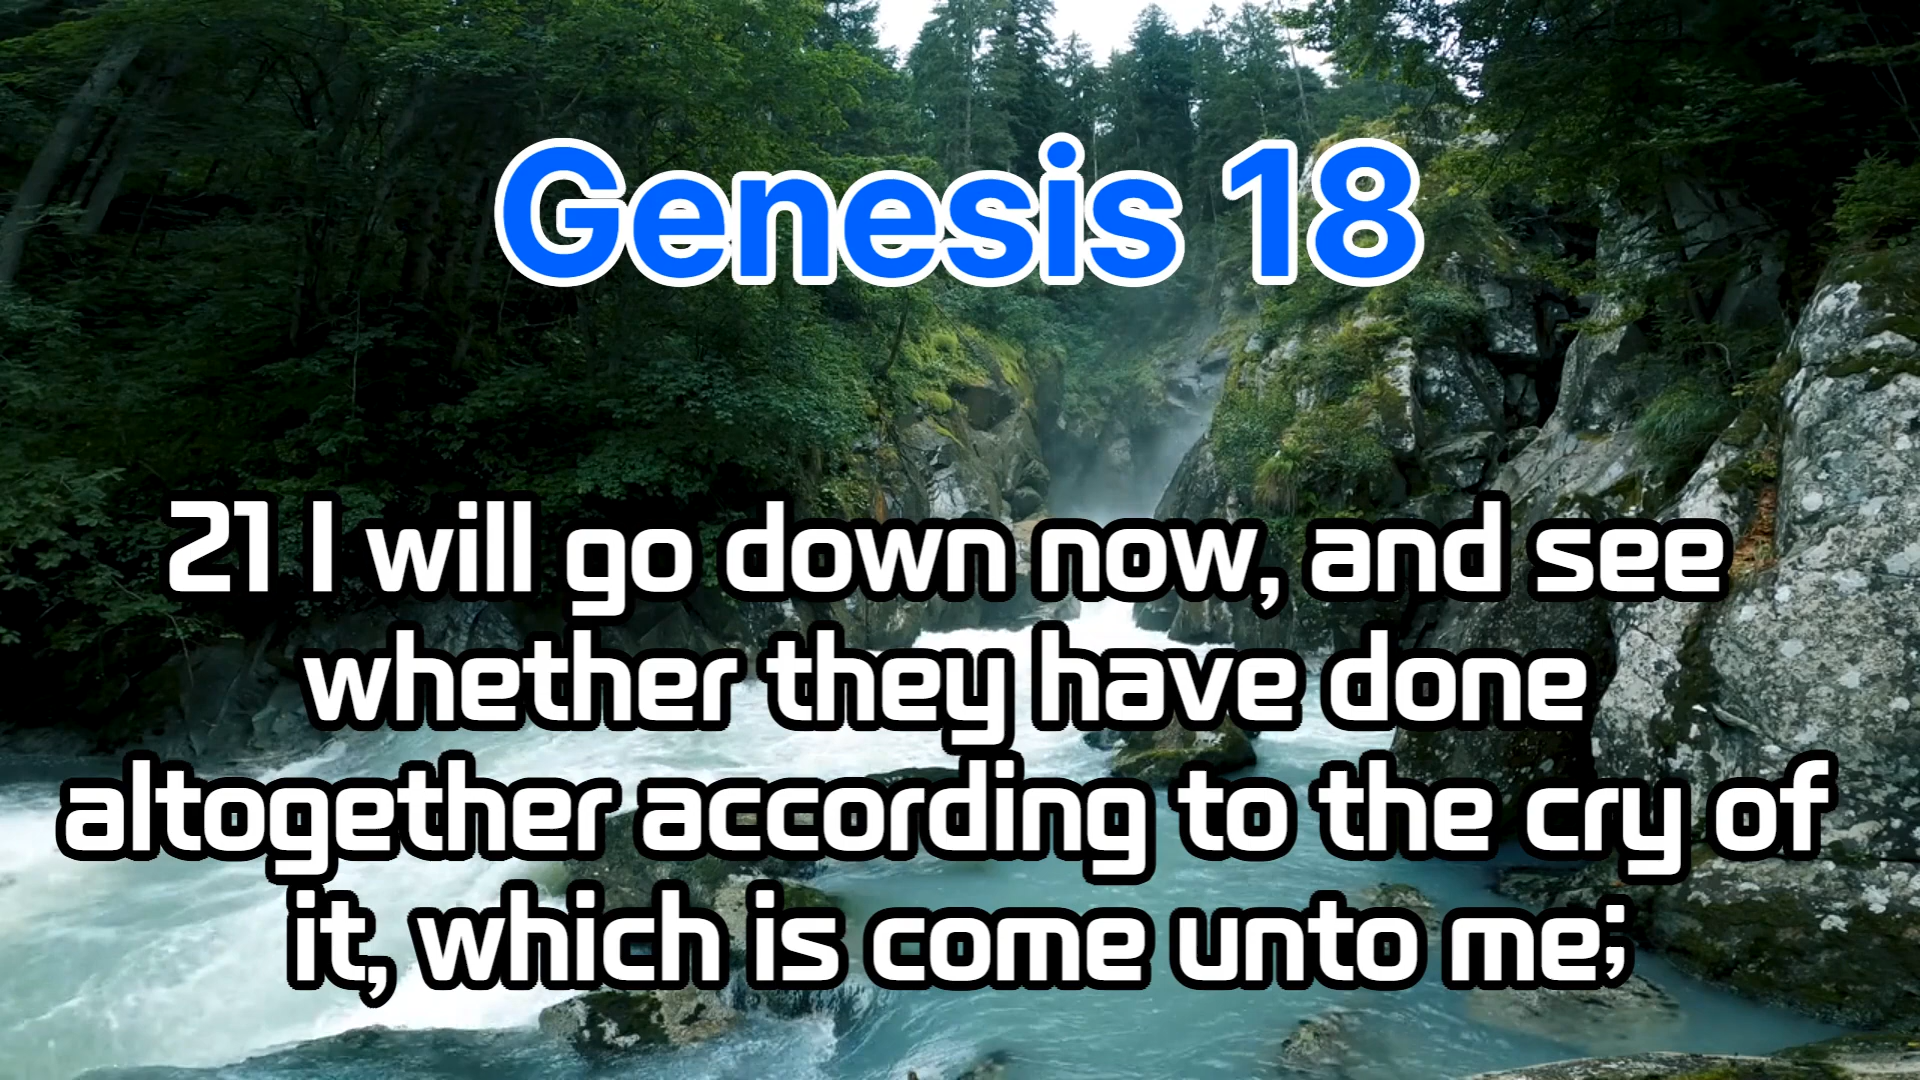 Genesis 18
21 I will go down now, and see
whether they have done
altogether according to the cry of
it, which is come unto me;